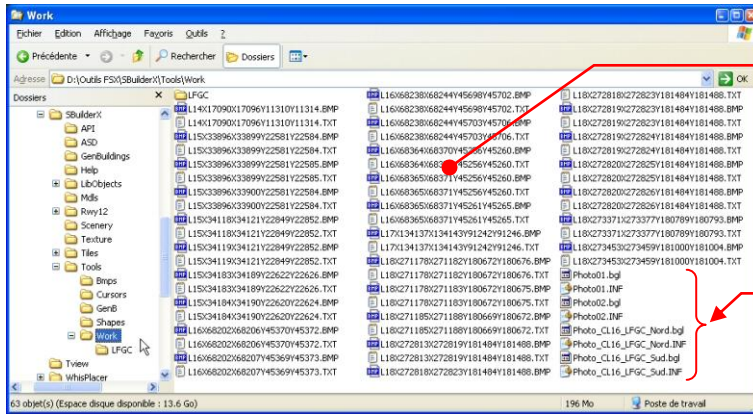 Work
Fichier Edition Affichage Favoris Outils ?
Précédente Rechercher Dossiers
Adresse D:\Outils FSX\SBuilderX\Tools\Work OK
Dossiers
SBuilderX
API
ASD
GenBuildings
Help
LibObjects
Mdls
Rwy12
Scenery
Texture
Tiles
Tools
Bmps
Cursors
GenB
Shapes
Work
LFGC
Tview
WhisPlacer
LFGC
L14X17090X17096Y11310Y11314.BMP
L14X17090X17096Y11310Y11314.TXT
L15X33896X33899Y22581Y22584.BMP
L15X33896X33899Y22581Y22584.TXT
L15X33896X33899Y22581Y22585.BMP
L15X33896X33899Y22581Y22585.TXT
L15X33896X33900Y22581Y22584.BMP
L15X33896X33900Y22581Y22584.TXT
L15X34118X34121Y22849Y22852.BMP
L15X34118X34121Y22849Y22852.TXT
L15X34119X34121Y22849Y22852.BMP
L15X34119X34121Y22849Y22852.TXT
L15X34183X34189Y22622Y22626.BMP
L15X34183X34189Y22622Y22626.TXT
L15X34184X34190Y22620Y22624.BMP
L15X34184X34190Y22620Y22624.TXT
L16X68202X68206Y45370Y45372.BMP
L16X68202X68206Y45370Y45372.TXT
L16X68202X68207Y45369Y45373.BMP
L16X68202X68207Y45369Y45373.TXT
L16X68238X68244Y45698Y45702.BMP
L16X68238X68244Y45698Y45702.TXT
L16X68238X68244Y45703Y45706.BMP
L16X68238X68244Y45703Y45706.TXT
L16X68364X68370Y45256Y45260.BMP
L16X68365X68371Y45256Y45260.BMP
L16X68365X68371Y45256Y45260.TXT
L16X68365X68371Y45261Y45265.BMP
L16X68365X68371Y45261Y45265.TXT
L17X134137X134143Y91242Y91246.BMP
L17X134137X134143Y91242Y91246.TXT
L18X271178X271182Y180672Y180676.BMP
L18X271178X271182Y180672Y180676.TXT
L18X271178X271183Y180672Y180675.BMP
L18X271178X271183Y180672Y180675.TXT
L18X271185X271188Y180669Y180672.BMP
L18X271185X271188Y180669Y180672.TXT
L18X272813X272819Y181484Y181488.BMP
L18X272813X272819Y181484Y181488.TXT
L18X272818X272823Y181484Y181488.BMP
L18X272818X272823Y181484Y181488.TXT
L18X272819X272823Y181484Y181488.BMP
L18X272819X272823Y181484Y181488.TXT
L18X272819X272824Y181484Y181488.BMP
L18X272819X272824Y181484Y181488.TXT
L18X272820X272825Y181484Y181488.BMP
L18X272820X272825Y181484Y181488.TXT
L18X272820X272826Y181484Y181488.BMP
L18X272820X272826Y181484Y181488.TXT
L18X273371X273377Y180789Y180793.BMP
L18X273371X273377Y180789Y180793.TXT
L18X273453X273459Y181000Y181004.BMP
L18X273453X273459Y181000Y181004.TXT
Photo01.bgl
Photo01.INF
Photo02.bgl
Photo02.INF
Photo_CL16_LFGC_Nord.bgl
Photo_CL16_LFGC_Nord.INF
Photo_CL16_LFGC_Sud.bgl
Photo_CL16_LFGC_Sud.INF
63 objet(s) (Espace disque disponible : 13.6 Go) 196 Mo Poste de travail